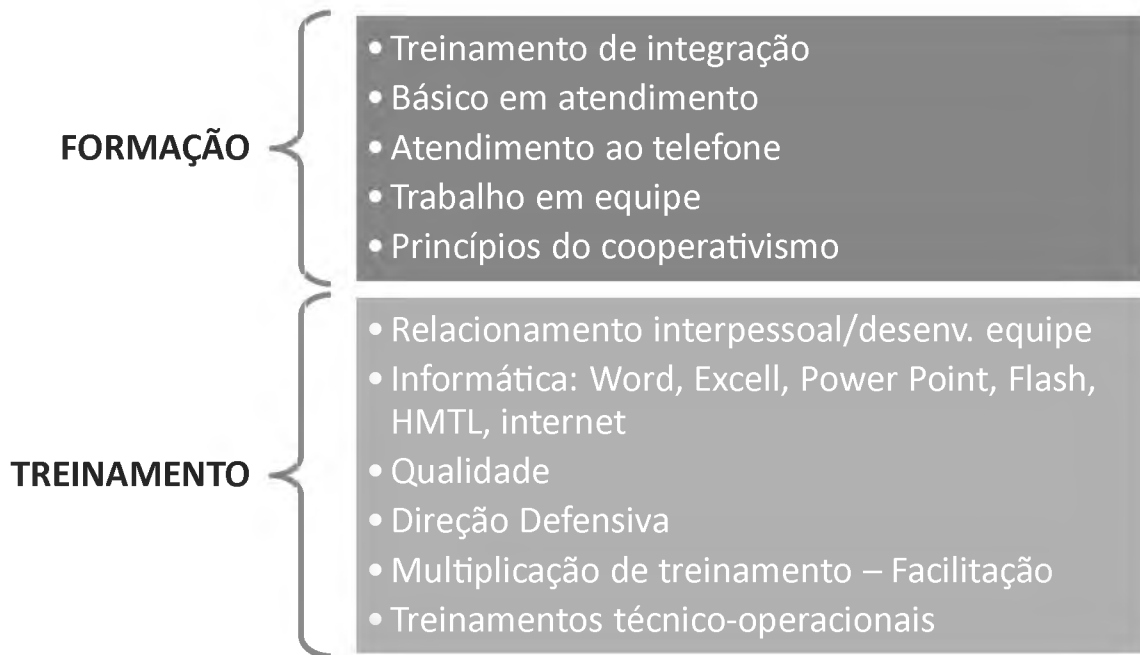 FORMAÇÃO
• Treinamento de integração
• Básico em atendimento
• Atendimento ao telefone
• Trabalho em equipe
• Princípios do cooperativismo
TREINAMENTO
• Relacionamento interpessoal/desenv. equipe
• Informática: Word, Excell, Power Point, Flash,
HMTL, internet
• Qualidade
• Direção Defensiva
• Multiplicação de treinamento – Facilitação
• Treinamentos técnico-operacionais